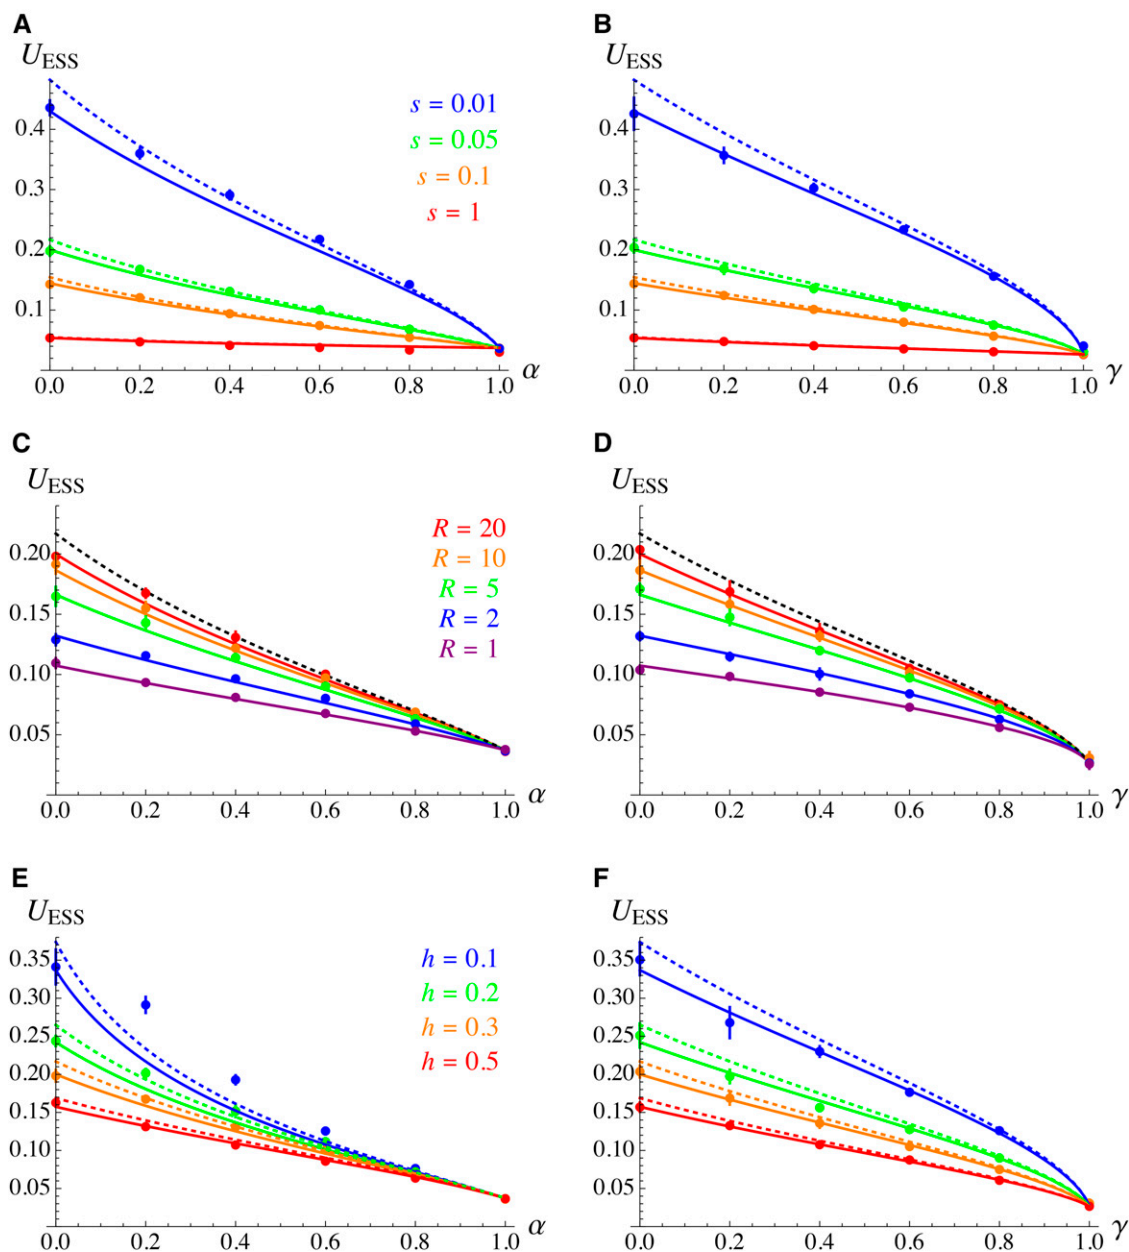 A
U_ESS
0.4
0.3
0.2
0.1
s = 0.01
s = 0.05
s = 0.1
s = 1
0.0 0.2 0.4 0.6 0.8 1.0 α
B
U_ESS
0.4
0.3
0.2
0.1
0.0 0.2 0.4 0.6 0.8 1.0 γ
C
U_ESS
0.20
0.15
0.10
0.05
R = 20
R = 10
R = 5
R = 2
R = 1
0.0 0.2 0.4 0.6 0.8 1.0 α
D
U_ESS
0.20
0.15
0.10
0.05
0.0 0.2 0.4 0.6 0.8 1.0 γ
E
U_ESS
0.35
0.30
0.25
0.20
0.15
0.10
0.05
h = 0.1
h = 0.2
h = 0.3
h = 0.5
0.0 0.2 0.4 0.6 0.8 1.0 α
F
U_ESS
0.35
0.30
0.25
0.20
0.15
0.10
0.05
0.0 0.2 0.4 0.6 0.8 1.0 γ